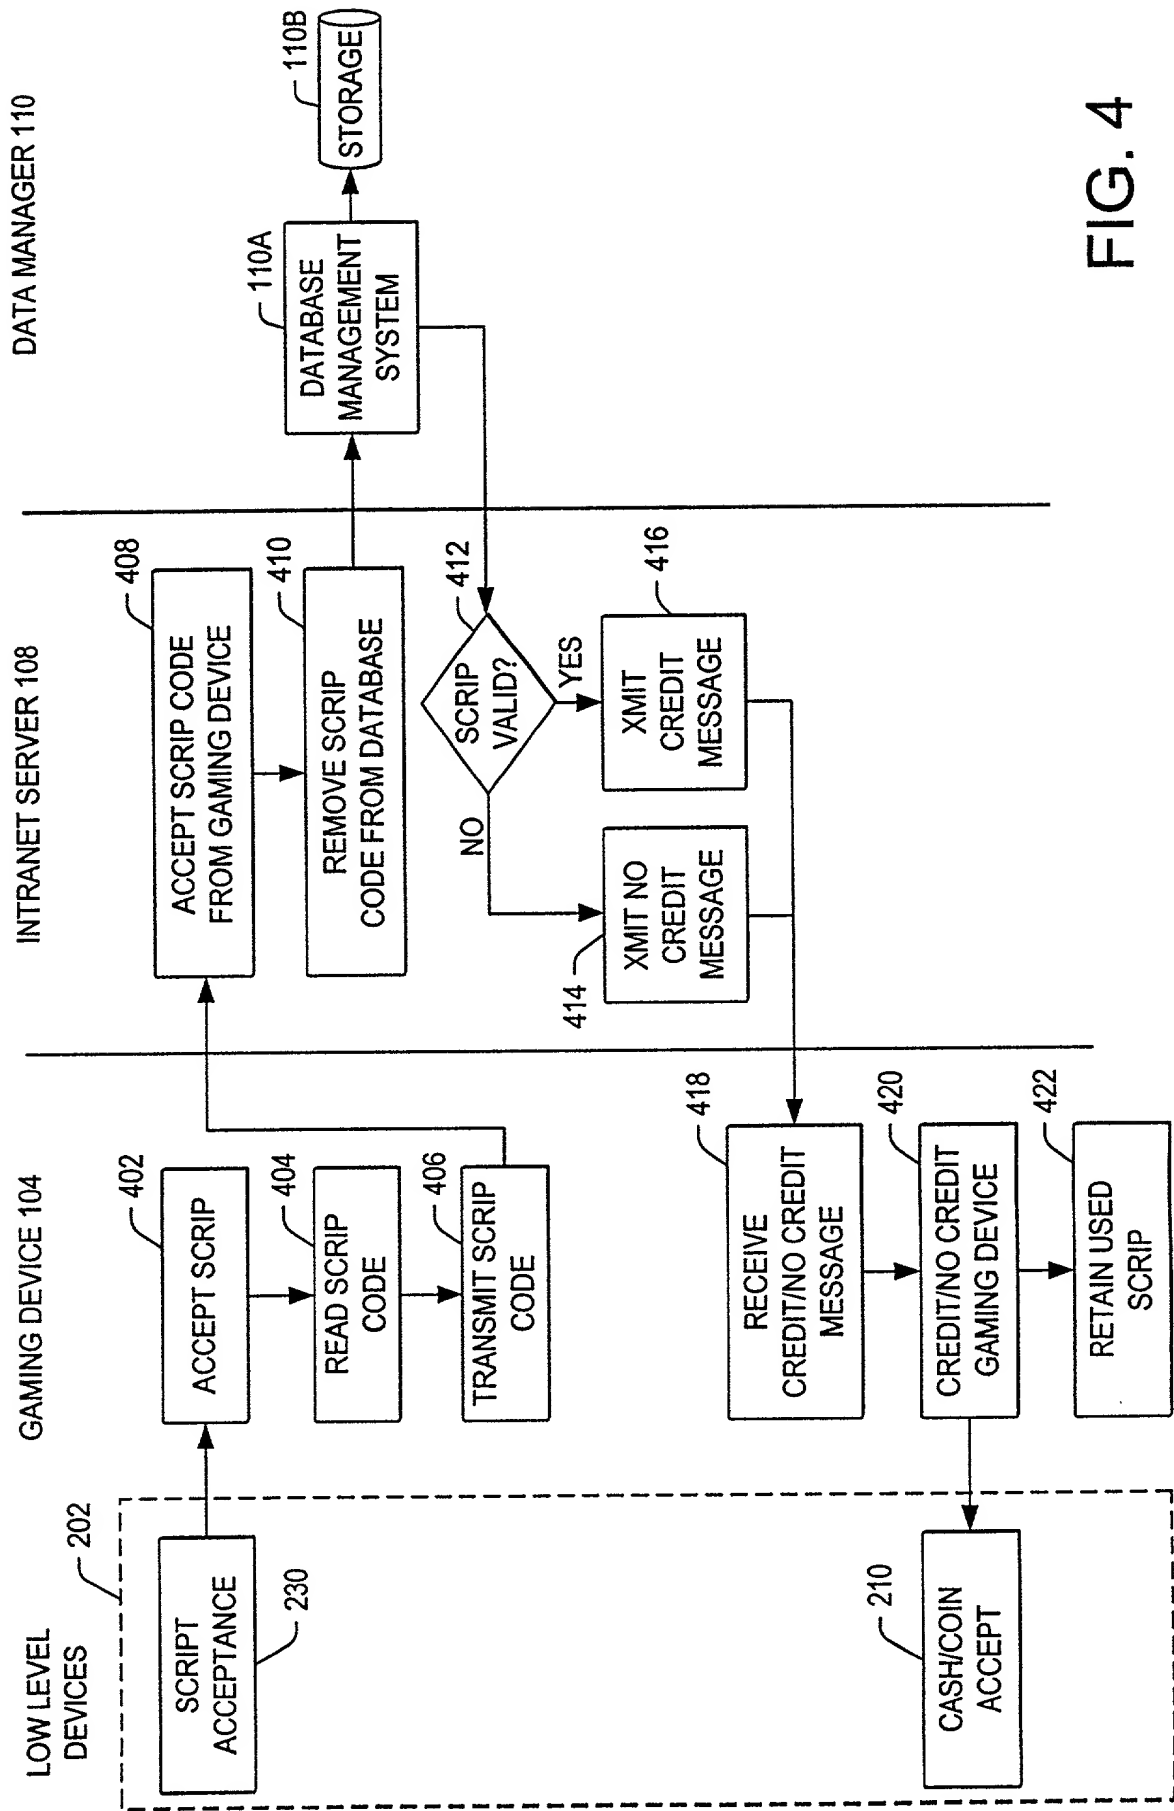 LOW LEVEL
DEVICES
202
GAMING DEVICE 104
INTRANET SERVER 108
DATA MANAGER 110
SCRIPT
ACCEPTANCE
230
402
ACCEPT SCRIP
404
READ SCRIP
CODE
406
TRANSMIT SCRIP
CODE
408
ACCEPT SCRIP CODE
FROM GAMING DEVICE
410
REMOVE SCRIP
CODE FROM DATABASE
110A
DATABASE
MANAGEMENT
SYSTEM
110B
STORAGE
412
SCRIP
VALID?
NO
YES
414
XMIT NO
CREDIT
MESSAGE
416
XMIT
CREDIT
MESSAGE
418
RECEIVE
CREDIT/NO CREDIT
MESSAGE
420
CREDIT/NO CREDIT
GAMING DEVICE
422
RETAIN USED
SCRIP
210
CASH/COIN
ACCEPT
FIG. 4